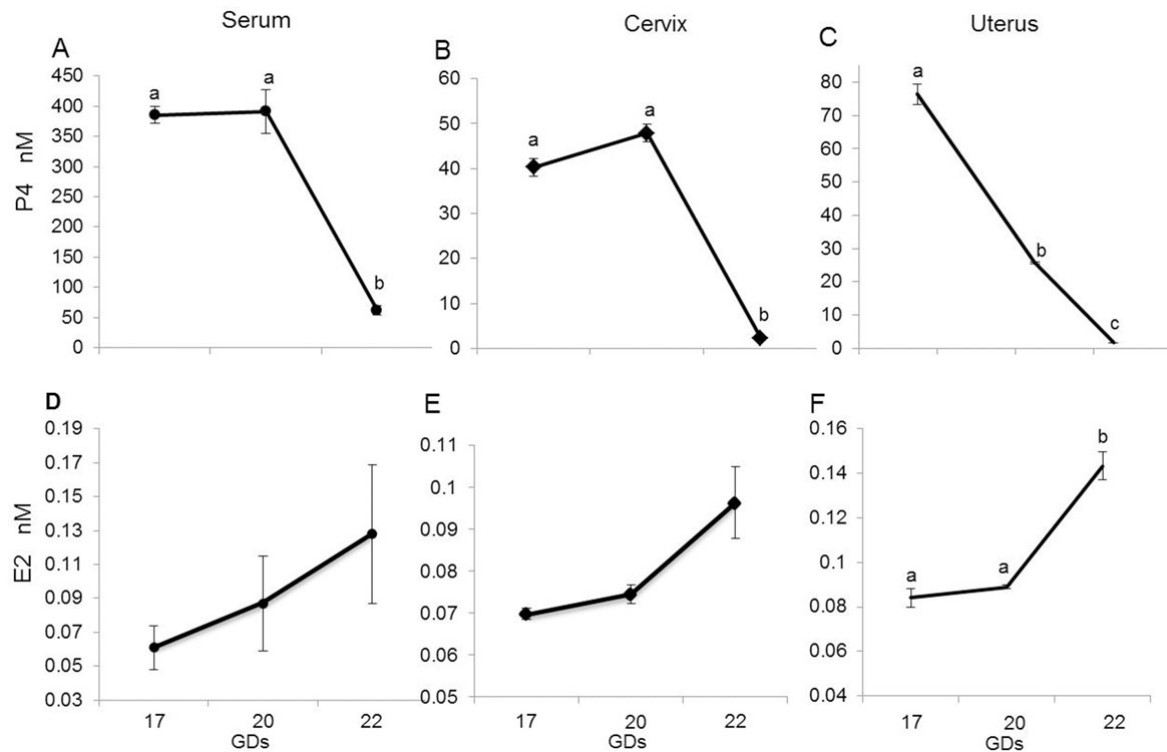 Serum
Cervix
Uterus
A
B
C
P4 nM
450
400
350
300
250
200
150
100
50
0
a
a
b
60
50
40
30
20
10
0
a
a
b
80
70
60
50
40
30
20
10
0
a
b
c
D
E
F
E2 nM
0.19
0.17
0.15
0.13
0.11
0.09
0.07
0.05
0.03
0.11
0.1
0.09
0.08
0.07
0.06
0.05
0.16
0.14
0.12
0.1
0.08
0.06
0.04
a
a
b
17 20 22
GDs
17 20 22
GDs
17 20 22
GDs